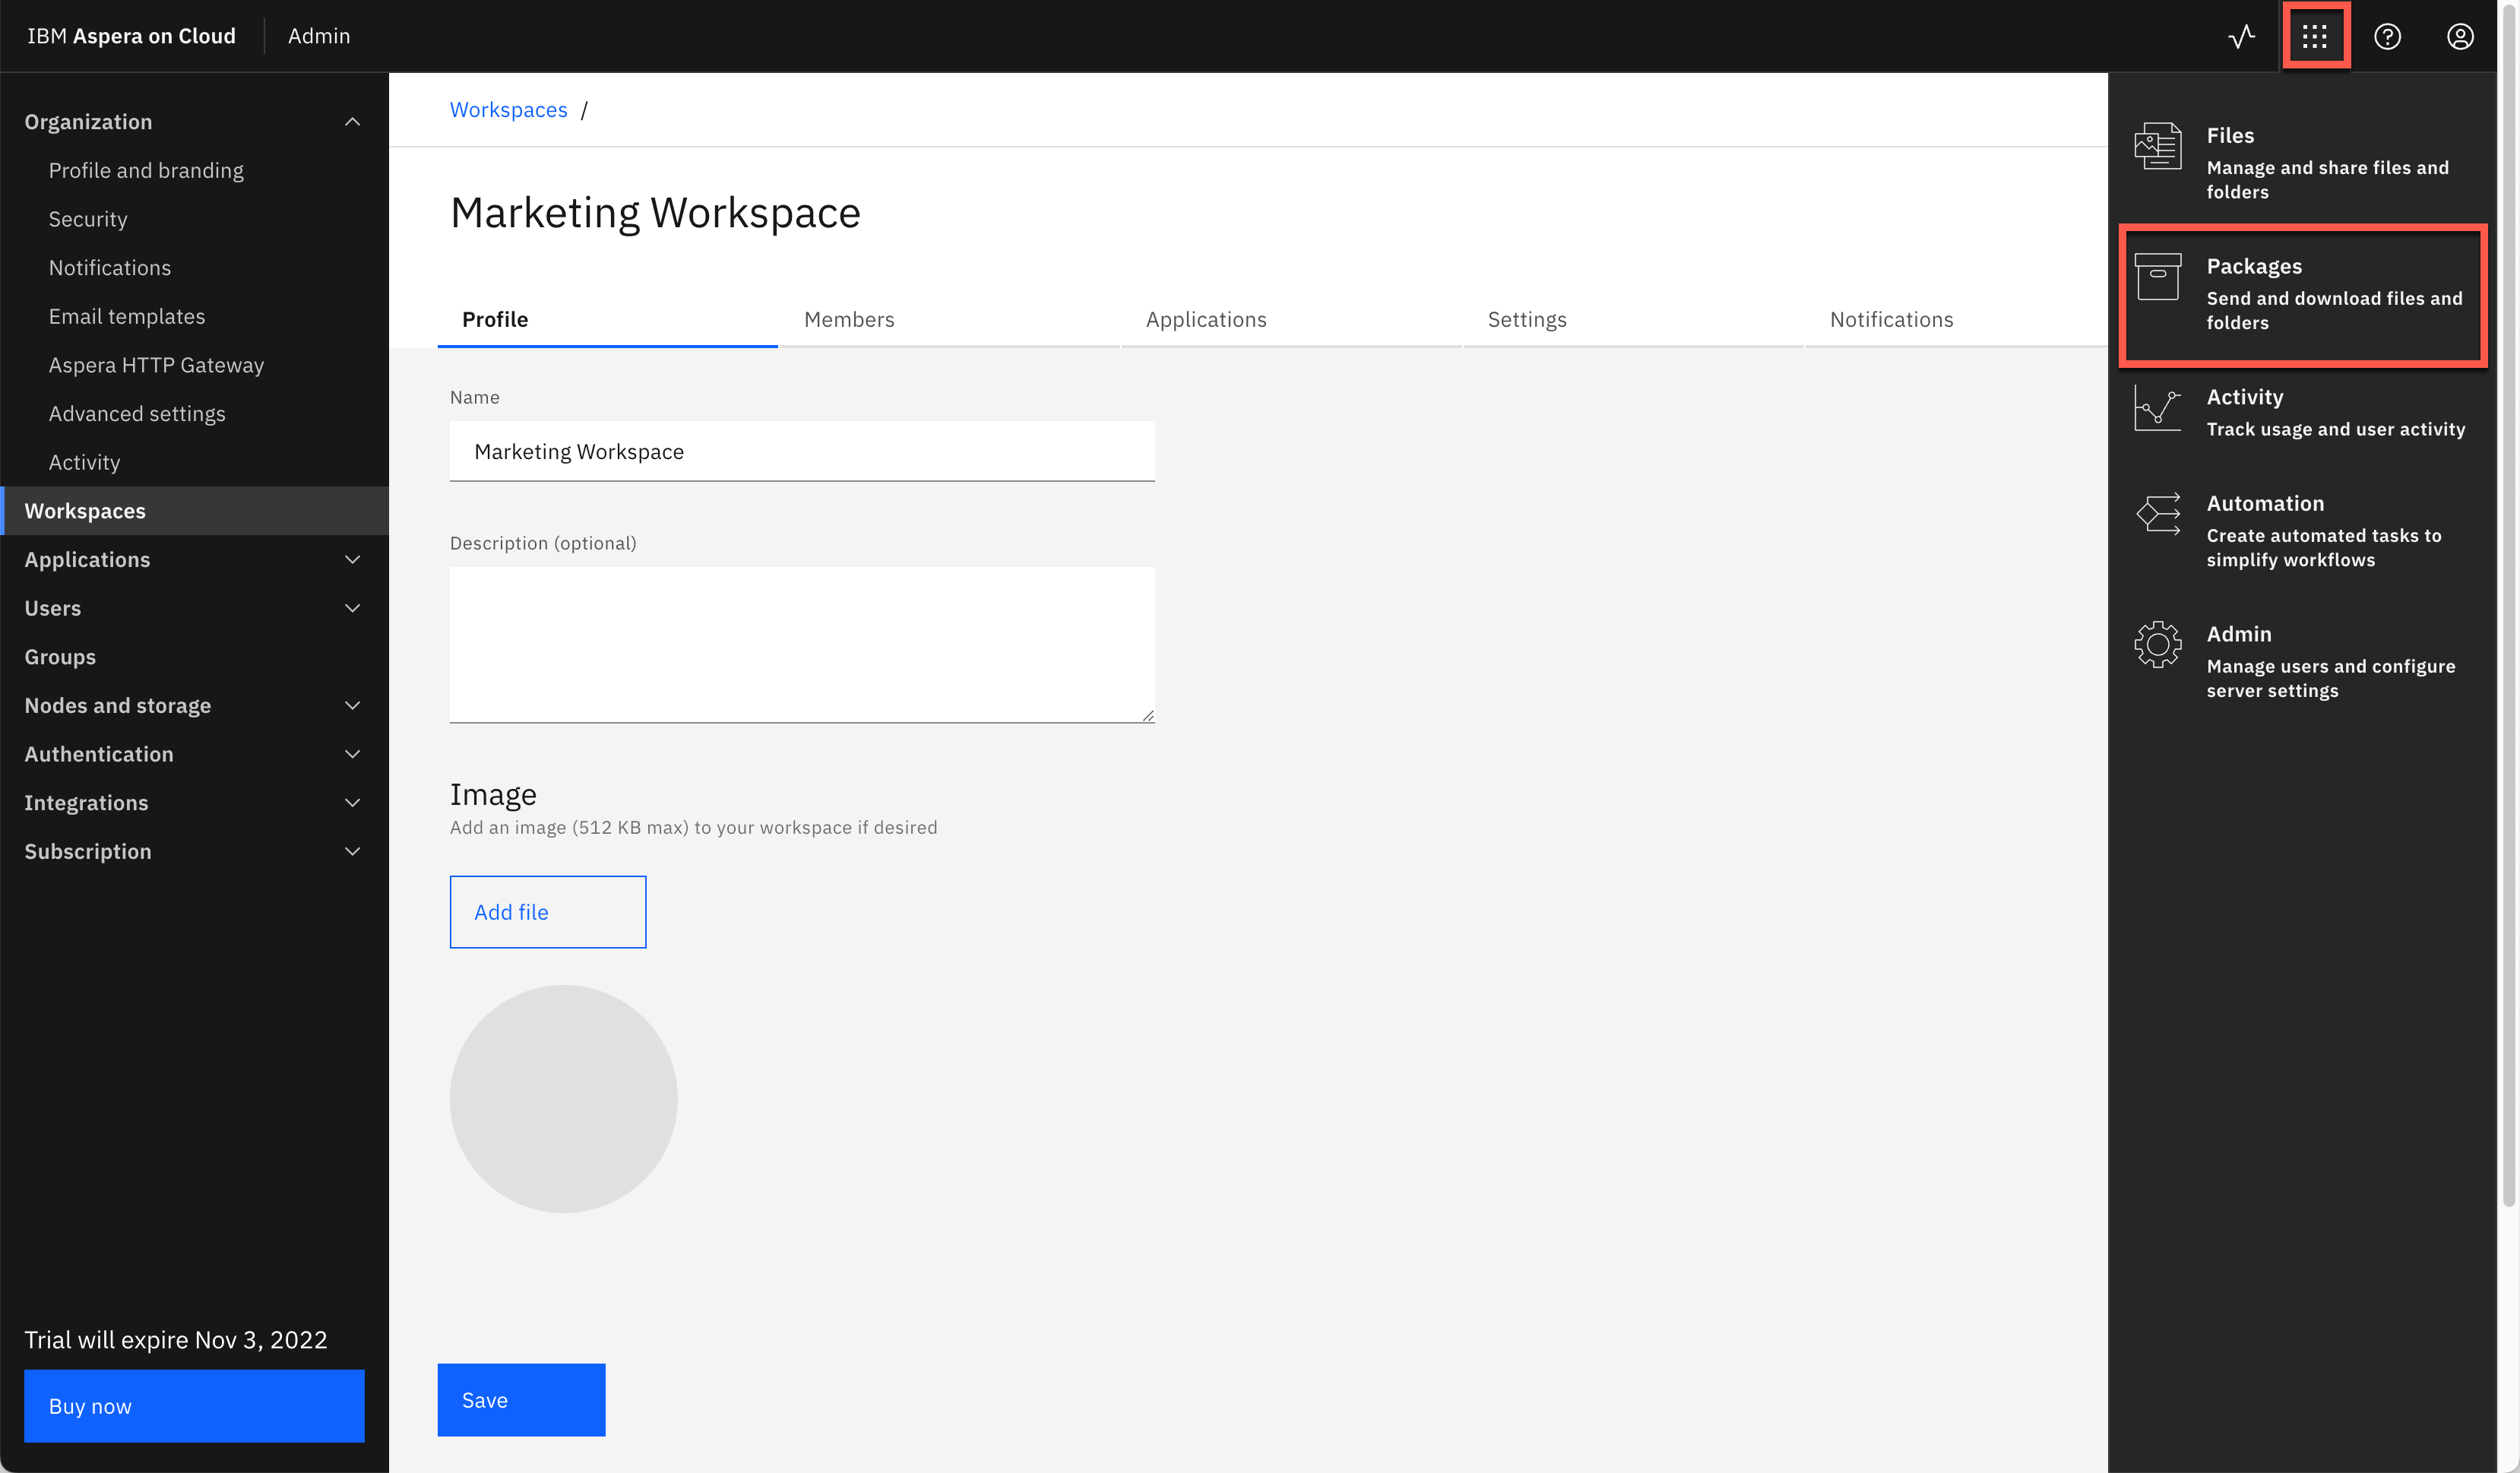 IBM Aspera on Cloud
Admin
Organization
Profile and branding
Security
Notifications
Email templates
Aspera HTTP Gateway
Advanced settings
Activity
Workspaces
Applications
Users
Groups
Nodes and storage
Authentication
Integrations
Subscription
Trial will expire Nov 3, 2022
Buy now
Workspaces /
Marketing Workspace
Profile
Members
Applications
Settings
Notifications
Name
Marketing Workspace
Description (optional)
Image
Add an image (512 KB max) to your workspace if desired
Add file
Save
Files
Manage and share files and
folders
Packages
Send and download files and
folders
Activity
Track usage and user activity
Automation
Create automated tasks to
simplify workflows
Admin
Manage users and configure
server settings